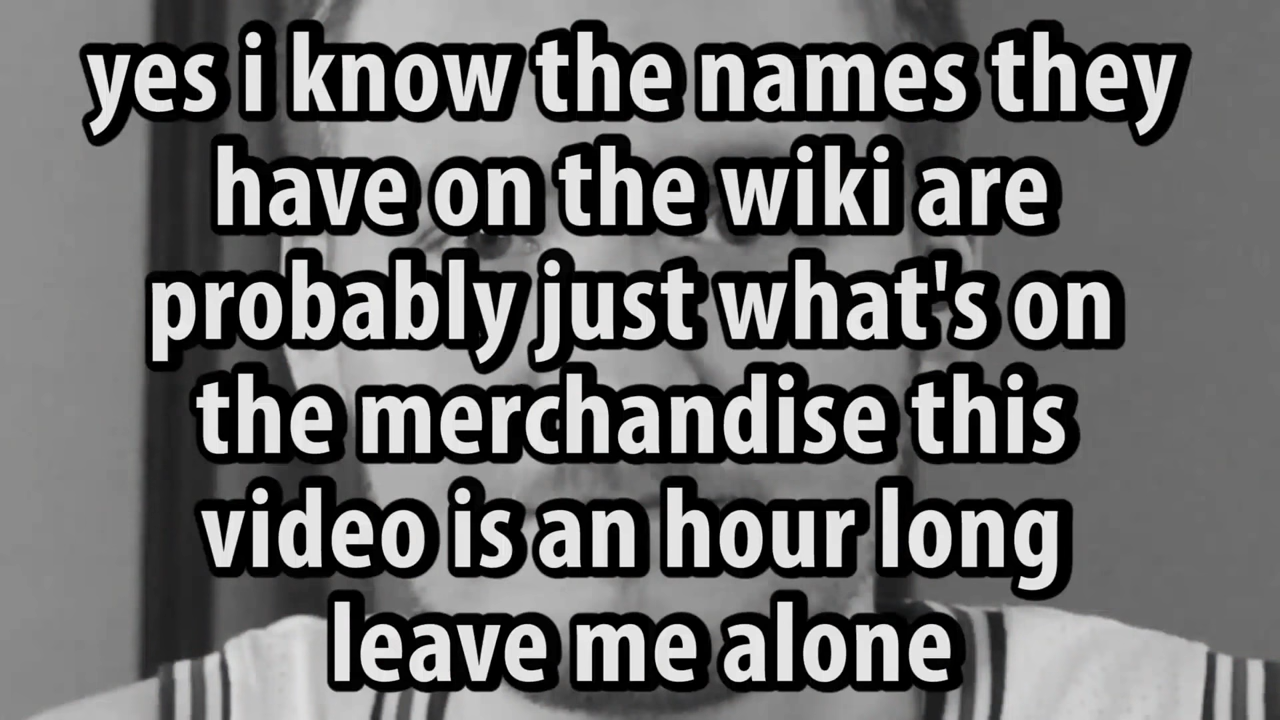 yes i know the names they
have on the wiki are
probably just what's on
the merchandise this
video is an hour long
leave me alone